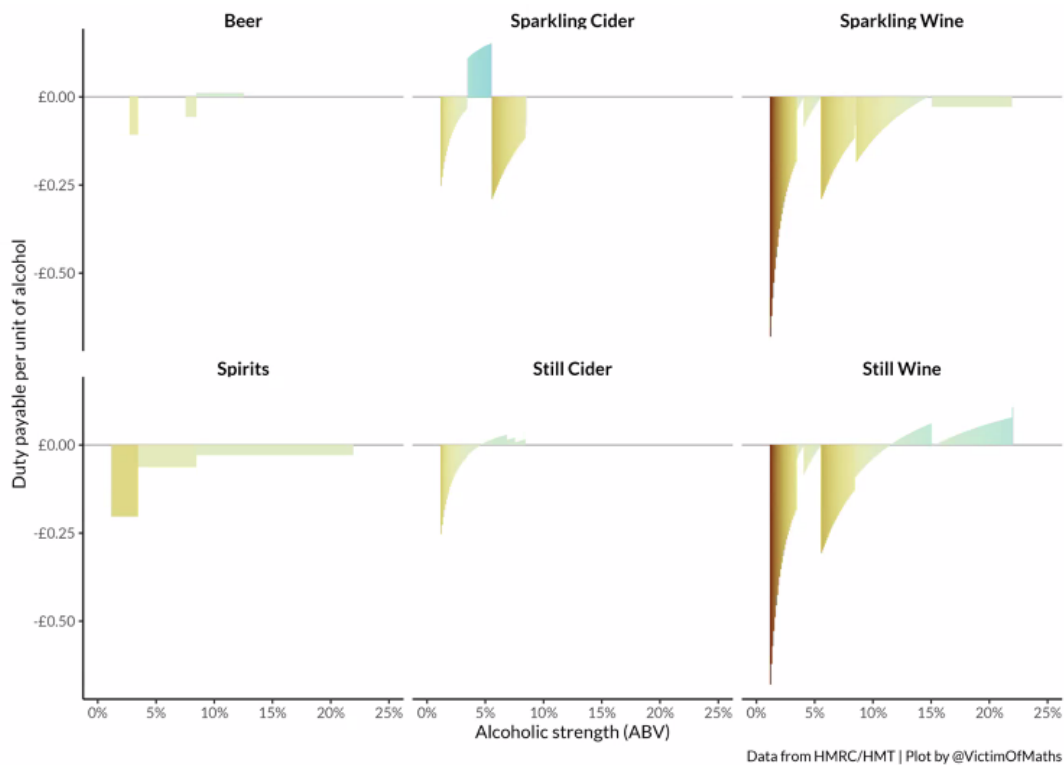 Beer
Sparkling Cider
Sparkling Wine
£0.00
-£0.25
-£0.50
Duty payable per unit of alcohol
Spirits
Still Cider
Still Wine
£0.00
-£0.25
-£0.50
0% 5% 10% 15% 20% 25%
0% 5% 10% 15% 20% 25%
0% 5% 10% 15% 20% 25%
Alcoholic strength (ABV)
Data from HMRC/HMT | Plot by @VictimOfMaths